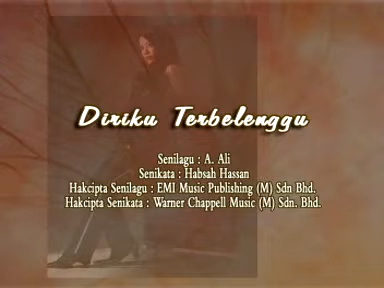 Diriku Terbelenggu
Senilagu : A. Ali
Senikata : Habsah Hassan
Hakcipta Senilagu : EMI Music Publishing (M) Sdn Bhd.
Hakcipta Senikata : Warner Chappell Music (M) Sdn. Bhd.